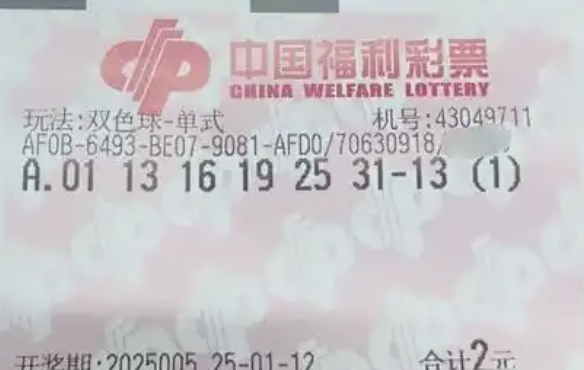 中国福利彩票
CHINA WELFARE LOTTERY
玩法:双色球-单式 机号:43049711
AF0B-6493-BE07-9081-AFD0/70630918/
A.01 13 16 19 25 31-13 (1)
开奖期:2025005 25-01-12 合计2元